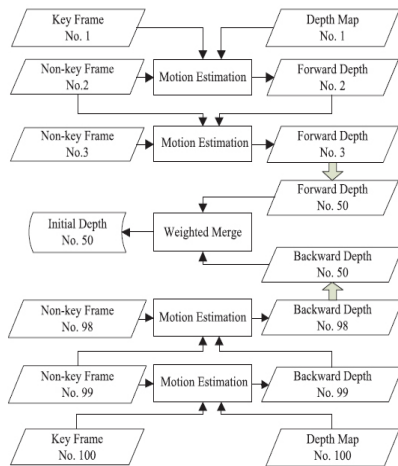 Key Frame
No. 1
Depth Map
No. 1
Non-key Frame
No.2
Motion Estimation
Forward Depth
No. 2
Non-key Frame
No.3
Motion Estimation
Forward Depth
No. 3
Forward Depth
No. 50
Initial Depth
No. 50
Weighted Merge
Backward Depth
No. 50
Non-key Frame
No. 98
Motion Estimation
Backward Depth
No. 98
Non-key Frame
No. 99
Motion Estimation
Backward Depth
No. 99
Key Frame
No. 100
Depth Map
No. 100